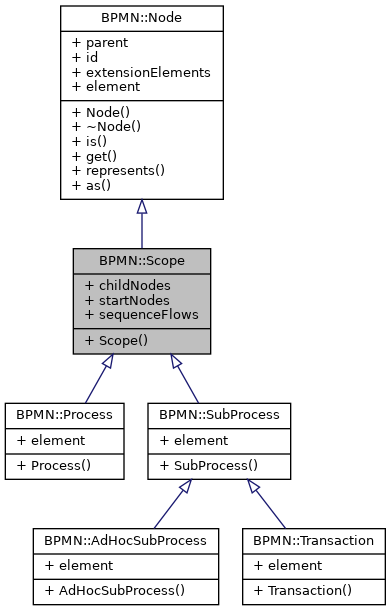 BPMN::Node
+ parent
+ id
+ extensionElements
+ element
+ Node()
+ ~Node()
+ is()
+ get()
+ represents()
+ as()
BPMN::Scope
+ childNodes
+ startNodes
+ sequenceFlows
+ Scope()
BPMN::Process
+ element
+ Process()
BPMN::SubProcess
+ element
+ SubProcess()
BPMN::AdHocSubProcess
+ element
+ AdHocSubProcess()
BPMN::Transaction
+ element
+ Transaction()